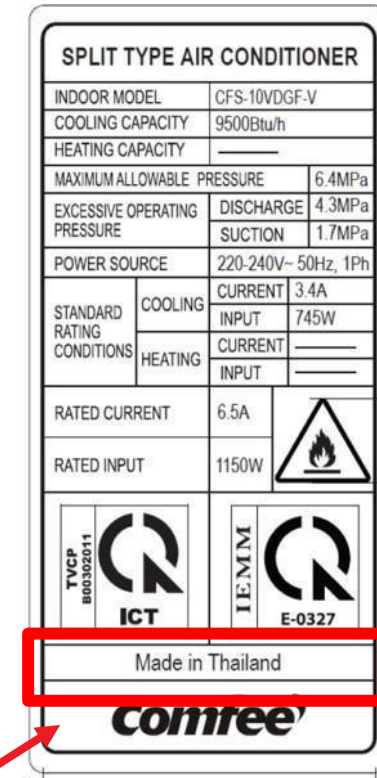 SPLIT TYPE AIR CONDITIONER
INDOOR MODEL CFS-10VDGF-V
COOLING CAPACITY 9500Btu/h
HEATING CAPACITY ———
MAXIMUM ALLOWABLE PRESSURE 6.4MPa
EXCESSIVE OPERATING PRESSURE DISCHARGE 4.3MPa
SUCTION 1.7MPa
POWER SOURCE 220-240V~ 50Hz, 1Ph
STANDARD RATING CONDITIONS COOLING CURRENT 3.4A
INPUT 745W
HEATING CURRENT ———
INPUT ———
RATED CURRENT 6.5A
RATED INPUT 1150W
TVCP
B00302011
ICT
IEMM
E-0327
Made in Thailand
comfee'